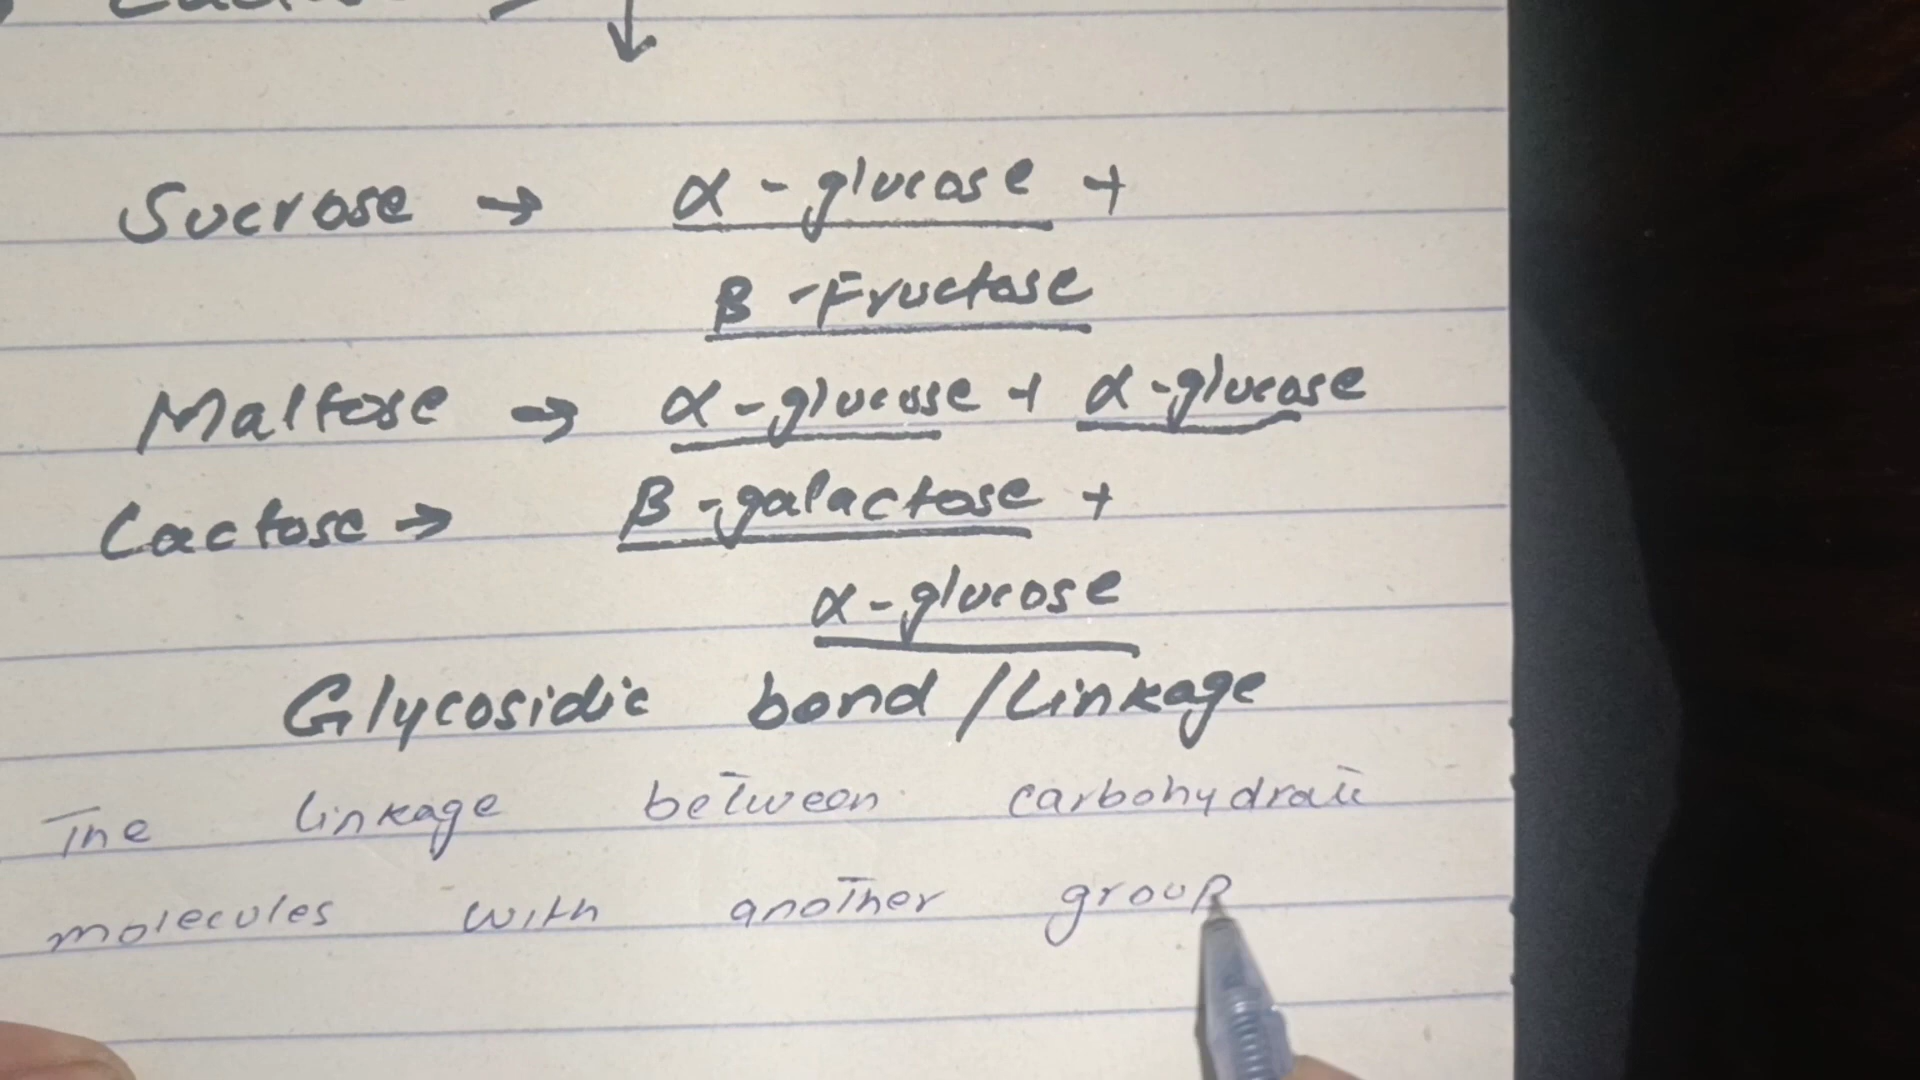 Sucrose → α - glucose +
β - Fructose
Maltose → α - glucose + α - glucose
Lactose → β - galactose +
α - glucose
Glycosidic bond / Linkage
The linkage between carbohydrate
molecules with another group